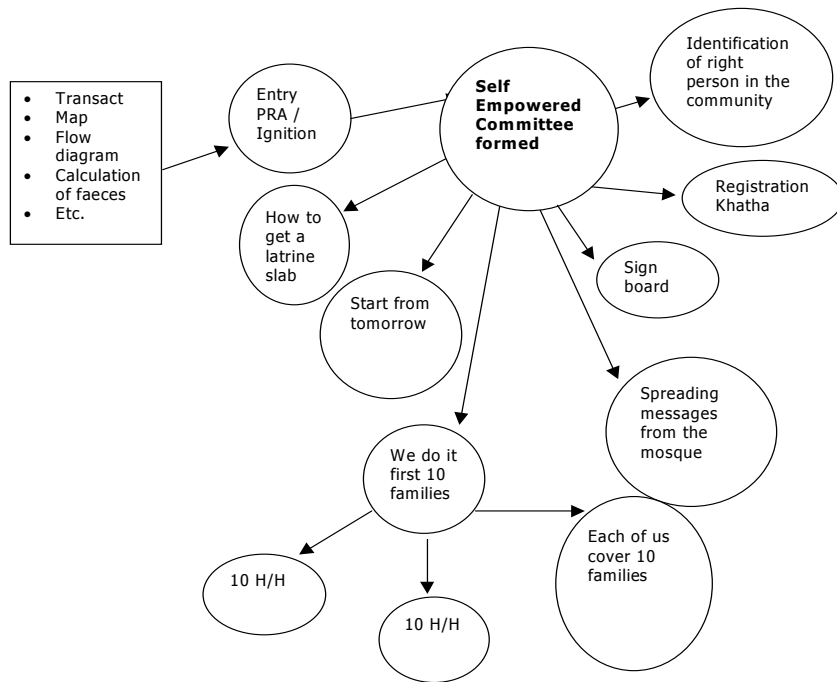 • Transact
• Map
• Flow
diagram
• Calculation
of faeces
• Etc.
Entry
PRA /
Ignition
Self
Empowered
Committee
formed
Identification
of right
person in the
community
Registration
Khatha
Sign
board
How to
get a
latrine
slab
Start from
tomorrow
Spreading
messages
from the
mosque
We do it
first 10
families
Each of us
cover 10
families
10 H/H
10 H/H